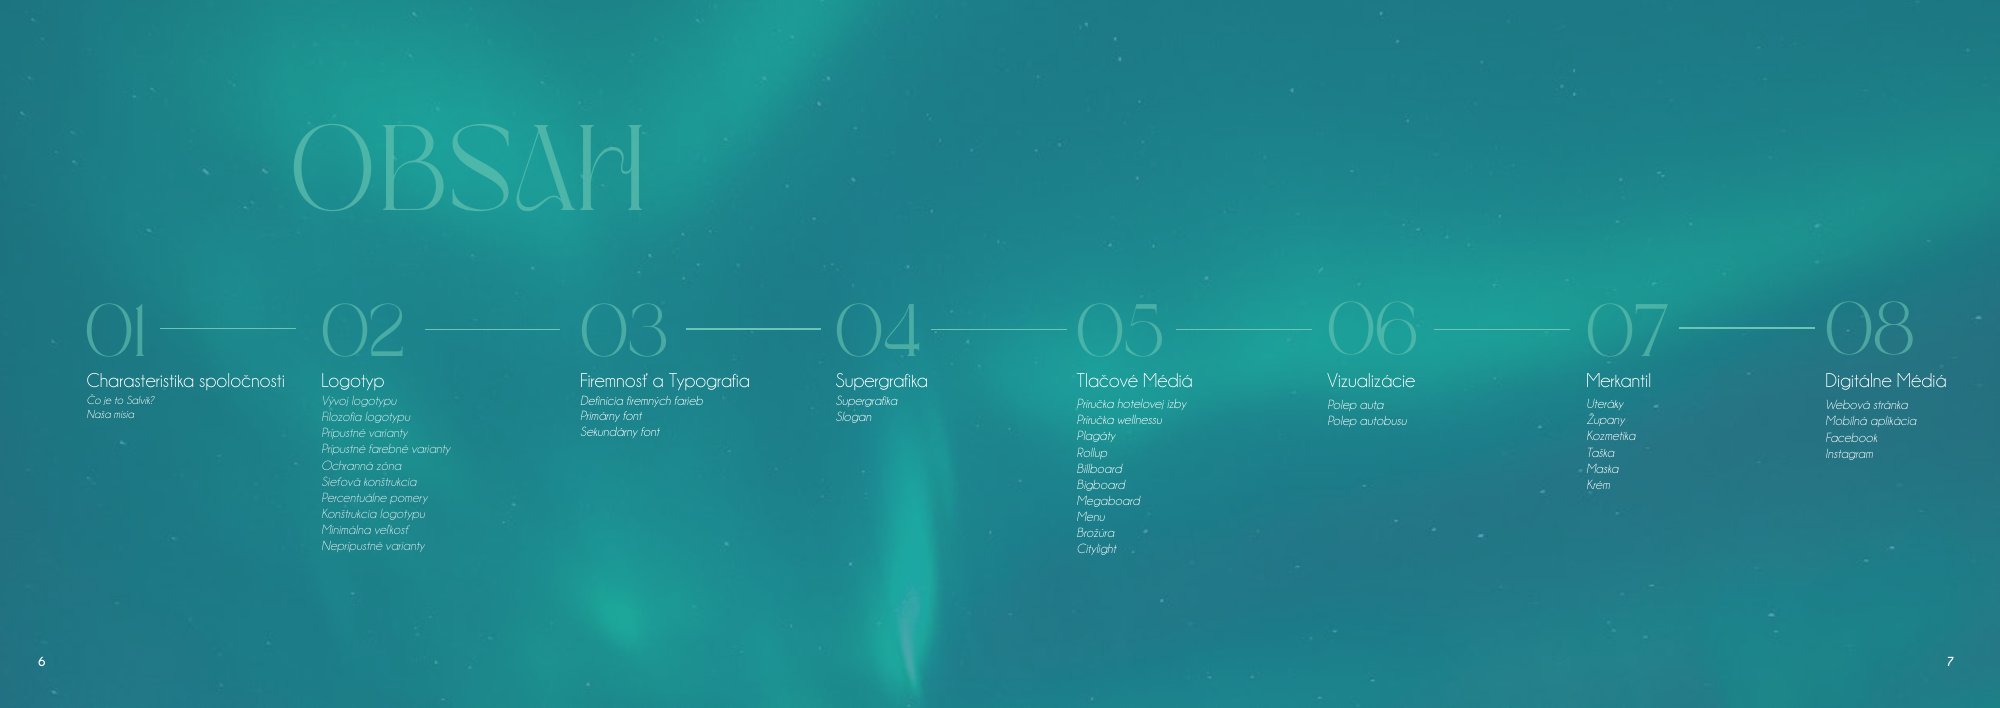 OBSAH
01
Charasteristika spoločnosti
Čo je to Salvik?
Naša misia
02
Logotyp
Vývoj logotypu
Filozofia logotypu
Prípustné varianty
Prípustné farebné varianty
Ochranná zóna
Sieťová konštrukcia
Percentuálne pomery
Konštrukcia logotypu
Minimálna veľkosť
Neprípustné varianty
03
Firemnosť a Typografia
Definícia firemných farieb
Primárny font
Sekundárny font
04
Supergrafika
Supergrafika
Slogan
05
Tlačové Médiá
Príručka hotelovej izby
Príručka wellnessu
Plagáty
Rollup
Billboard
Bigboard
Megaboard
Menu
Brožúra
Citylight
06
Vizualizácie
Polep auta
Polep autobusu
07
Merkantil
Uteráky
Župany
Kozmetika
Taška
Maska
Krém
08
Digitálne Médiá
Webová stránka
Mobilná aplikácia
Facebook
Instagram
6
7